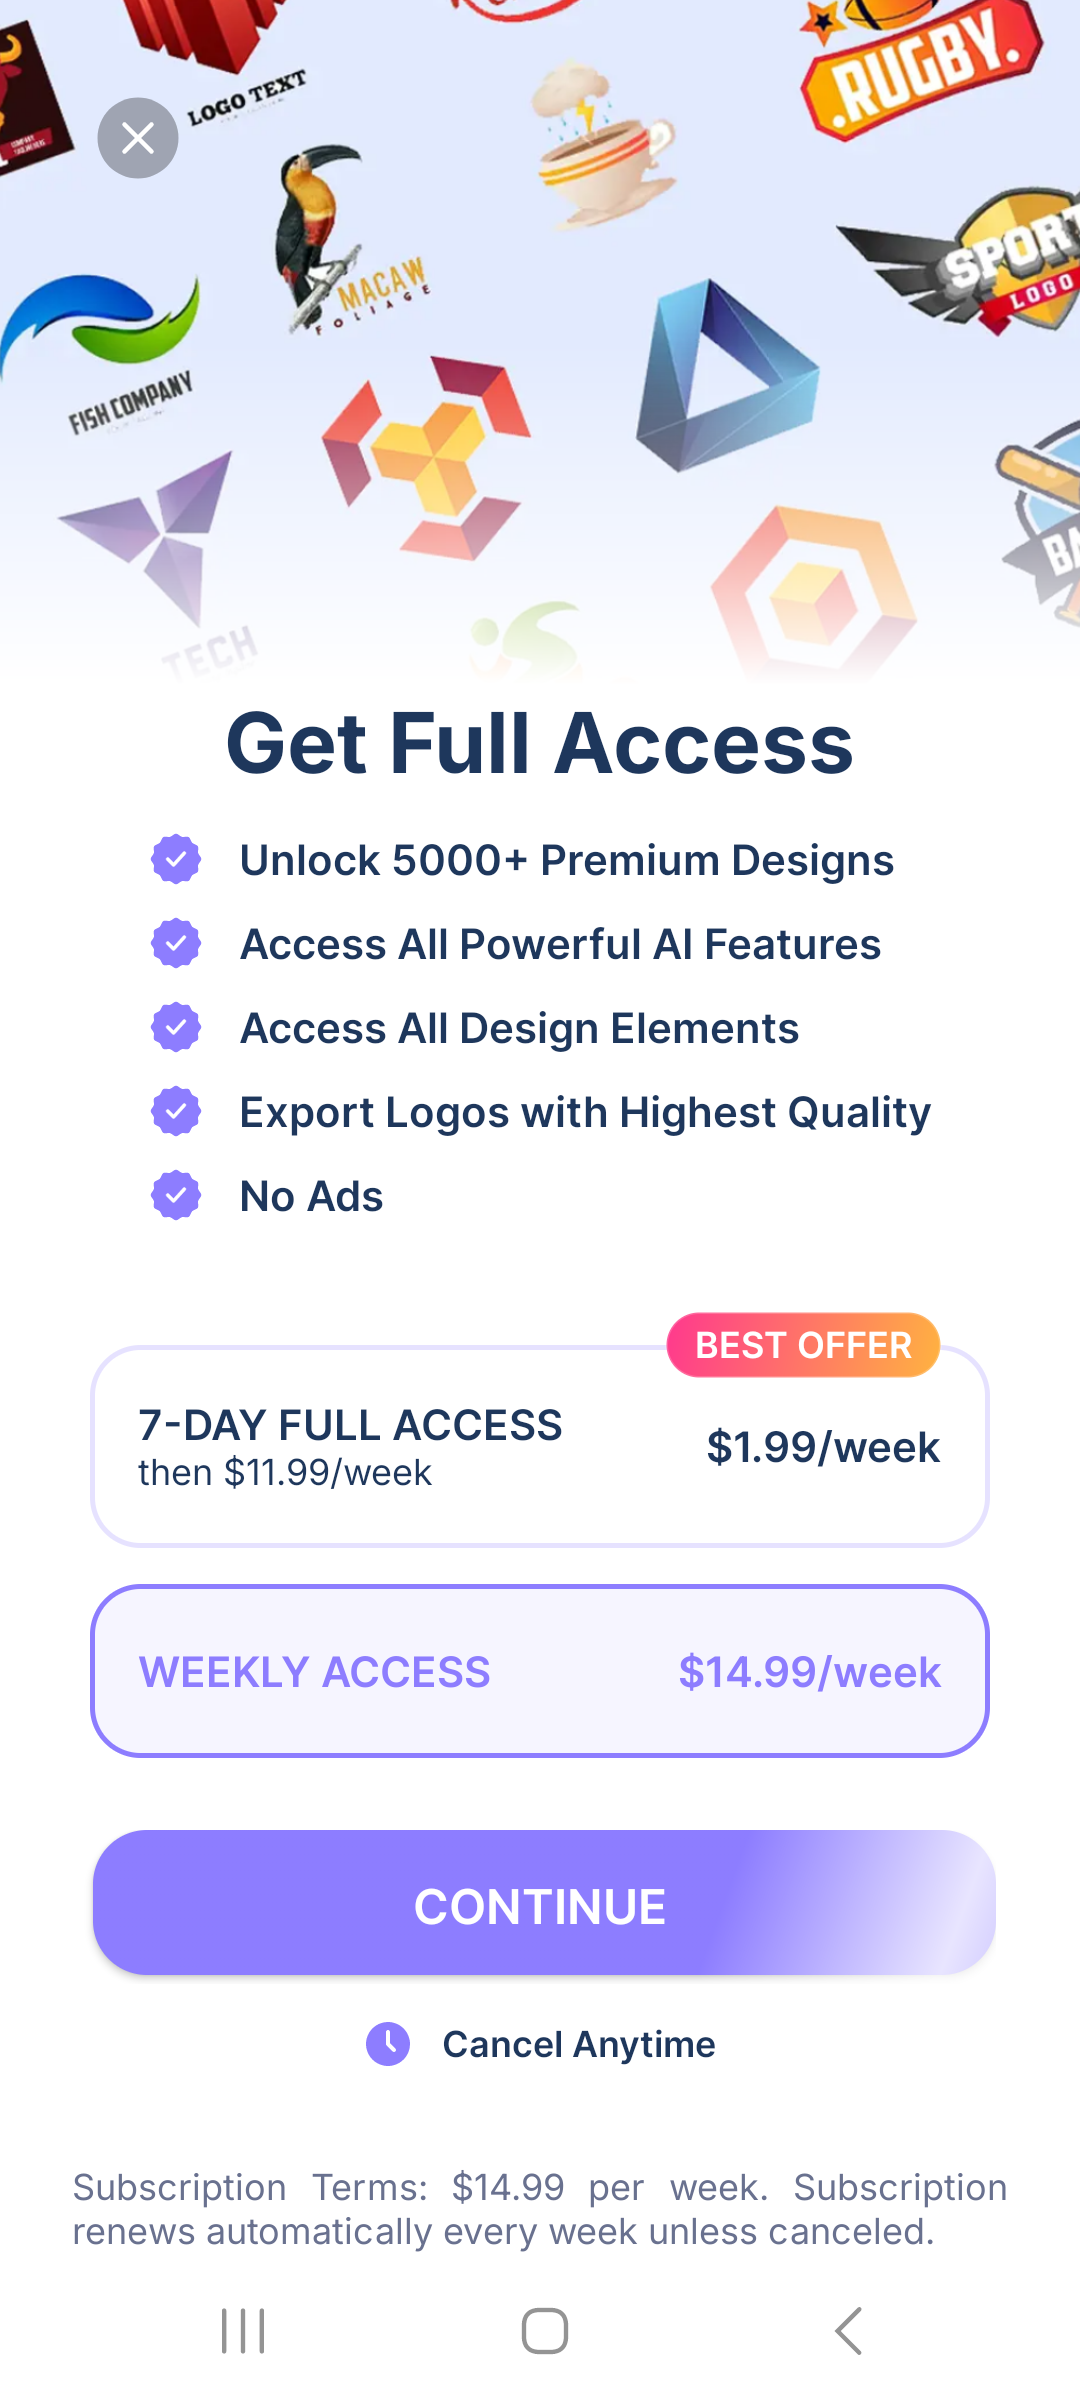 LOGO TEXT
.RUGBY.
MACAW
FOLIAGE
SPORT
LOGO
FISH COMPANY
BA
TECH
Get Full Access
Unlock 5000+ Premium Designs
Access All Powerful AI Features
Access All Design Elements
Export Logos with Highest Quality
No Ads
BEST OFFER
7-DAY FULL ACCESS
then $11.99/week
$1.99/week
WEEKLY ACCESS
$14.99/week
CONTINUE
Cancel Anytime
Subscription Terms: $14.99 per week. Subscription
renews automatically every week unless canceled.